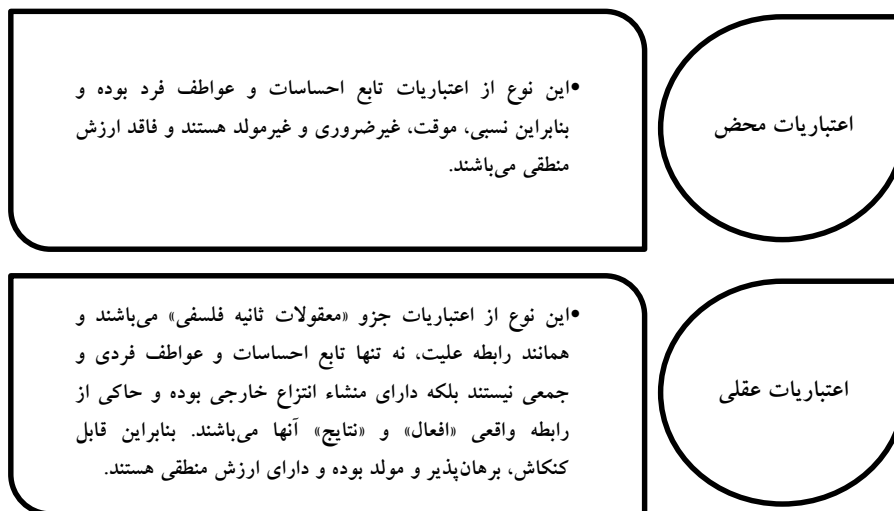 اعتباریات محض
•این نوع از اعتباریات تابع احساسات و عواطف فرد بوده و
بنابراین نسبی، موقت، غیرضروری و غیرمولد هستند و فاقد ارزش
منطقی می‌باشند.
اعتباریات عقلی
•این نوع از اعتباریات جزو «معقولات ثانیه فلسفی» می‌باشند و
همانند رابطه علیت، نه تنها تابع احساسات و عواطف فردی و
جمعی نیستند بلکه دارای منشاء انتزاع خارجی بوده و حاکی از
رابطه واقعی «افعال» و «نتایج» آنها می‌باشند. بنابراین قابل
کنکاش، برهان‌پذیر و مولد بوده و دارای ارزش منطقی هستند.